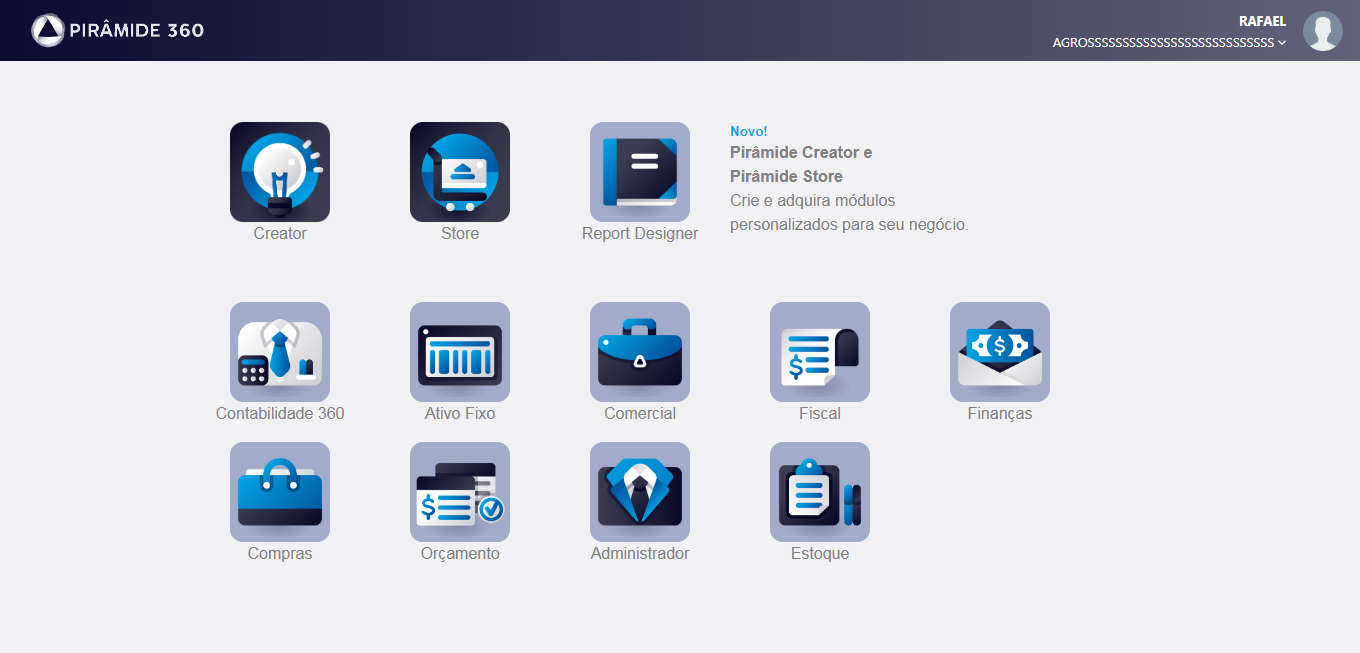 PIRÂMIDE 360
RAFAEL
AGROSSSSSSSSSSSSSSSSSSSSSSSSSSS
Creator
Store
Report Designer
Novo!
Pirâmide Creator e
Pirâmide Store
Crie e adquira módulos
personalizados para seu negócio.
Contabilidade 360
Ativo Fixo
Comercial
Fiscal
Finanças
Compras
Orçamento
Administrador
Estoque